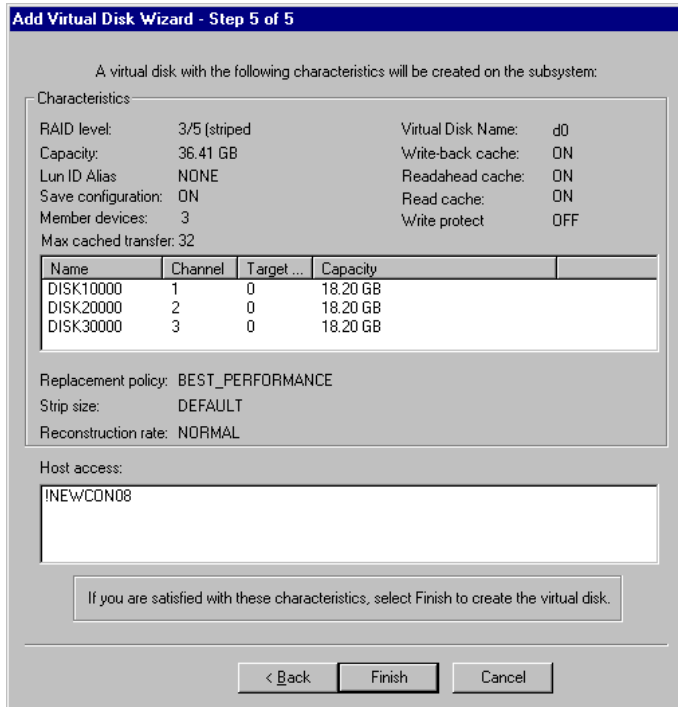 Add Virtual Disk Wizard - Step 5 of 5
A virtual disk with the following characteristics will be created on the subsystem:
Characteristics
RAID level: 3/5 (striped Virtual Disk Name: d0
Capacity: 36.41 GB Write-back cache: ON
Lun ID Alias NONE Readahead cache: ON
Save configuration: ON Read cache: ON
Member devices: 3 Write protect OFF
Max cached transfer: 32
Name Channel Target ... Capacity
DISK10000 1 0 18.20 GB
DISK20000 2 0 18.20 GB
DISK30000 3 0 18.20 GB
Replacement policy: BEST_PERFORMANCE
Strip size: DEFAULT
Reconstruction rate: NORMAL
Host access:
!NEWCON08
If you are satisfied with these characteristics, select Finish to create the virtual disk.
< Back Finish Cancel